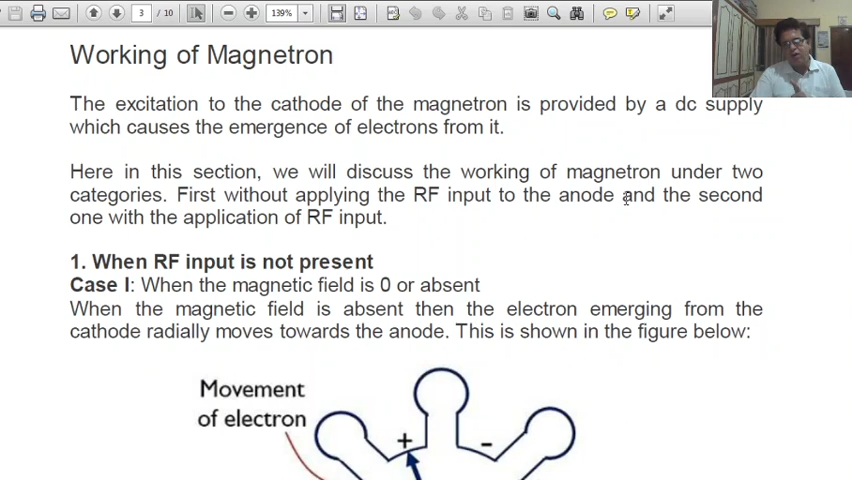 3 / 10
139%
Working of Magnetron
The excitation to the cathode of the magnetron is provided by a dc supply
which causes the emergence of electrons from it.
Here in this section, we will discuss the working of magnetron under two
categories. First without applying the RF input to the anode and the second
one with the application of RF input.
1. When RF input is not present
Case I: When the magnetic field is 0 or absent
When the magnetic field is absent then the electron emerging from the
cathode radially moves towards the anode. This is shown in the figure below:
Movement
of electron
+ -